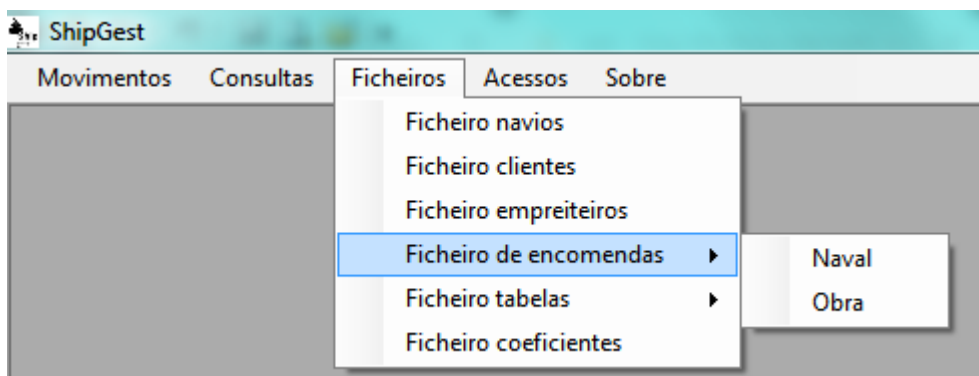 ShipGest
Movimentos Consultas Ficheiros Acessos Sobre
Ficheiro navios
Ficheiro clientes
Ficheiro empreiteiros
Ficheiro de encomendas
Naval
Ficheiro tabelas
Obra
Ficheiro coeficientes